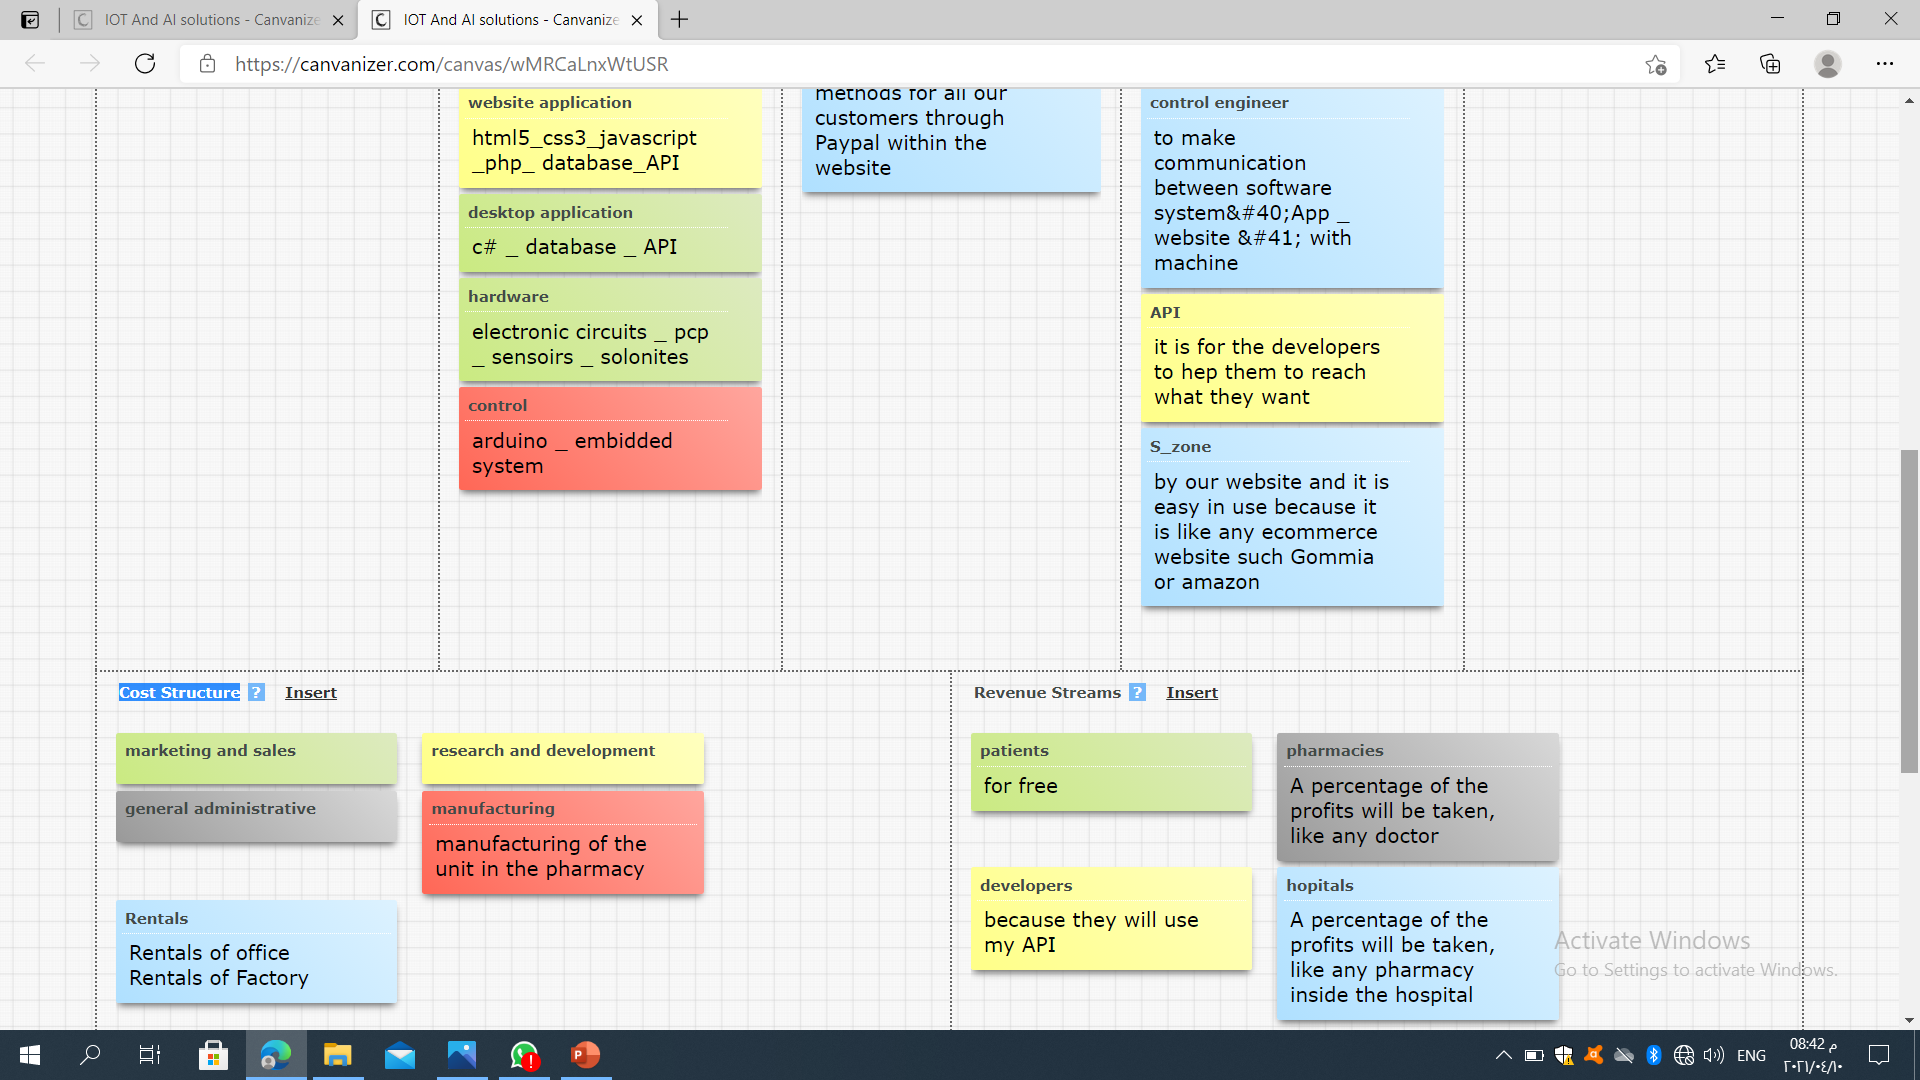 IOT And AI solutions - Canvanize
IOT And AI solutions - Canvanize
https://canvanizer.com/canvas/wMRCaLnxWtUSR
website application
html5_css3_javascript
_php_ database_API
desktop application
c# _ database _ API
hardware
electronic circuits _ pcp
_ sensoirs _ solonites
control
arduino _ embidded
system
methods for all our
customers through
Paypal within the
website
control engineer
to make
communication
between software
system&#40;App _
website &#41; with
machine
API
it is for the developers
to hep them to reach
what they want
S_zone
by our website and it is
easy in use because it
is like any ecommerce
website such Gommia
or amazon
Cost Structure ? Insert
marketing and sales
research and development
general administrative
manufacturing
manufacturing of the
unit in the pharmacy
Rentals
Rentals of office
Rentals of Factory
Revenue Streams ? Insert
patients
for free
pharmacies
A percentage of the
profits will be taken,
like any doctor
developers
because they will use
my API
hopitals
A percentage of the
profits will be taken,
like any pharmacy
inside the hospital
Activate Windows
Go to Settings to activate Windows.
ENG
08:42 م
٢٠٢١/٠٤/١٠